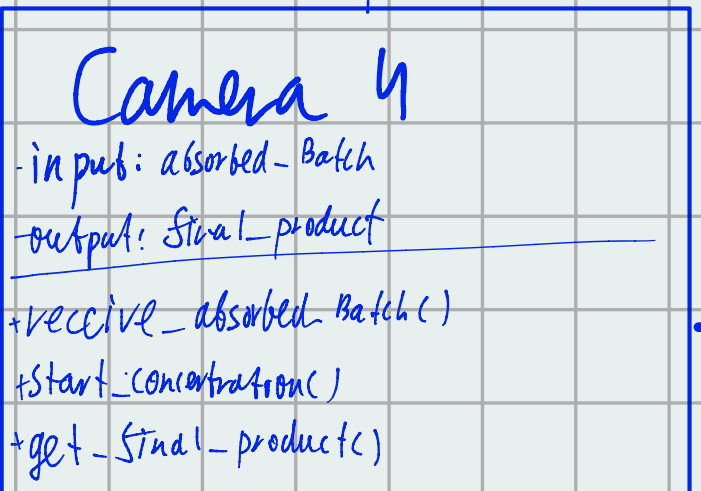 Camera 4
-input: absorbed_Batch
-output: final_product
+receive_absorbed_Batch()
+start_concentration()
+get_final_product()